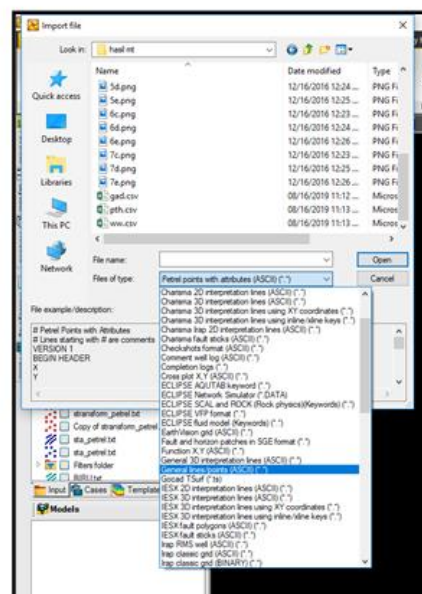 Import file
Look in: hasil mt
Name Date modified Type
5d.png 12/16/2016 12:24 ... PNG Fi
5e.png 12/16/2016 12:25 ... PNG Fi
6c.png 12/16/2016 12:23 ... PNG Fi
6d.png 12/16/2016 12:24 ... PNG Fi
6e.png 12/16/2016 12:26 ... PNG Fi
7c.png 12/16/2016 12:23 ... PNG Fi
7d.png 12/16/2016 12:25 ... PNG Fi
7e.png 12/16/2016 12:26 ... PNG Fi
gad.csv 08/16/2019 11:12 ... Micros
pth.csv 08/16/2019 11:13 ... Micros
ww.csv 08/16/2019 11:13 ... Micros
Quick access
Desktop
Libraries
This PC
Network
File name: Open
Files of type: Petrel points with attributes (ASCII) (*.*) Cancel
File example/description:
# Petrel Points with Attributes
# Lines starting with # are comments
VERSION 1
BEGIN HEADER
X
Y
Charisma 2D interpretation lines (ASCII) (*.*)
Charisma 3D interpretation lines (ASCII) (*.*)
Charisma 3D interpretation lines using XY coordinates (*.*)
Charisma 3D interpretation lines using inline/xline keys (*.*)
Charisma Irap 2D interpretation lines (ASCII) (*.*)
Charisma fault sticks (ASCII) (*.*)
Checkshots format (ASCII) (*.*)
Comment well log (ASCII) (*.*)
Completion logs (ASCII) (*.*)
Cross plot X,Y (ASCII) (*.*)
ECLIPSE AQUTAB keyword (*.*)
ECLIPSE Network Simulator (*.DATA)
ECLIPSE SCAL and ROCK (Rock physics)(Keywords) (*.*)
ECLIPSE VFP format (*.*)
ECLIPSE fluid model (Keywords) (*.*)
EarthVision grid (ASCII) (*.*)
Fault and horizon patches in SGE format (*.*)
Function X,Y (ASCII) (*.*)
General 3D interpretation lines (ASCII) (*.*)
General lines/points (ASCII) (*.*)
Gocad TSurf (*.ts)
IESX 2D interpretation lines (ASCII) (*.*)
IESX 3D interpretation lines (ASCII) (*.*)
IESX 3D interpretation lines using XY coordinates (*.*)
IESX 3D interpretation lines using inline/xline keys (*.*)
IESX fault polygons (ASCII) (*.*)
IESX fault sticks (ASCII) (*.*)
Irap RMS well (ASCII) (*.*)
Irap classic grid (ASCII) (*.*)
Irap classic grid (BINARY) (*.*)
stransform_petrel.txt
Copy of stransform_petrel
sta_petrel.txt
sta_petrel.txt
Filters folder
Input Cases Template
Models